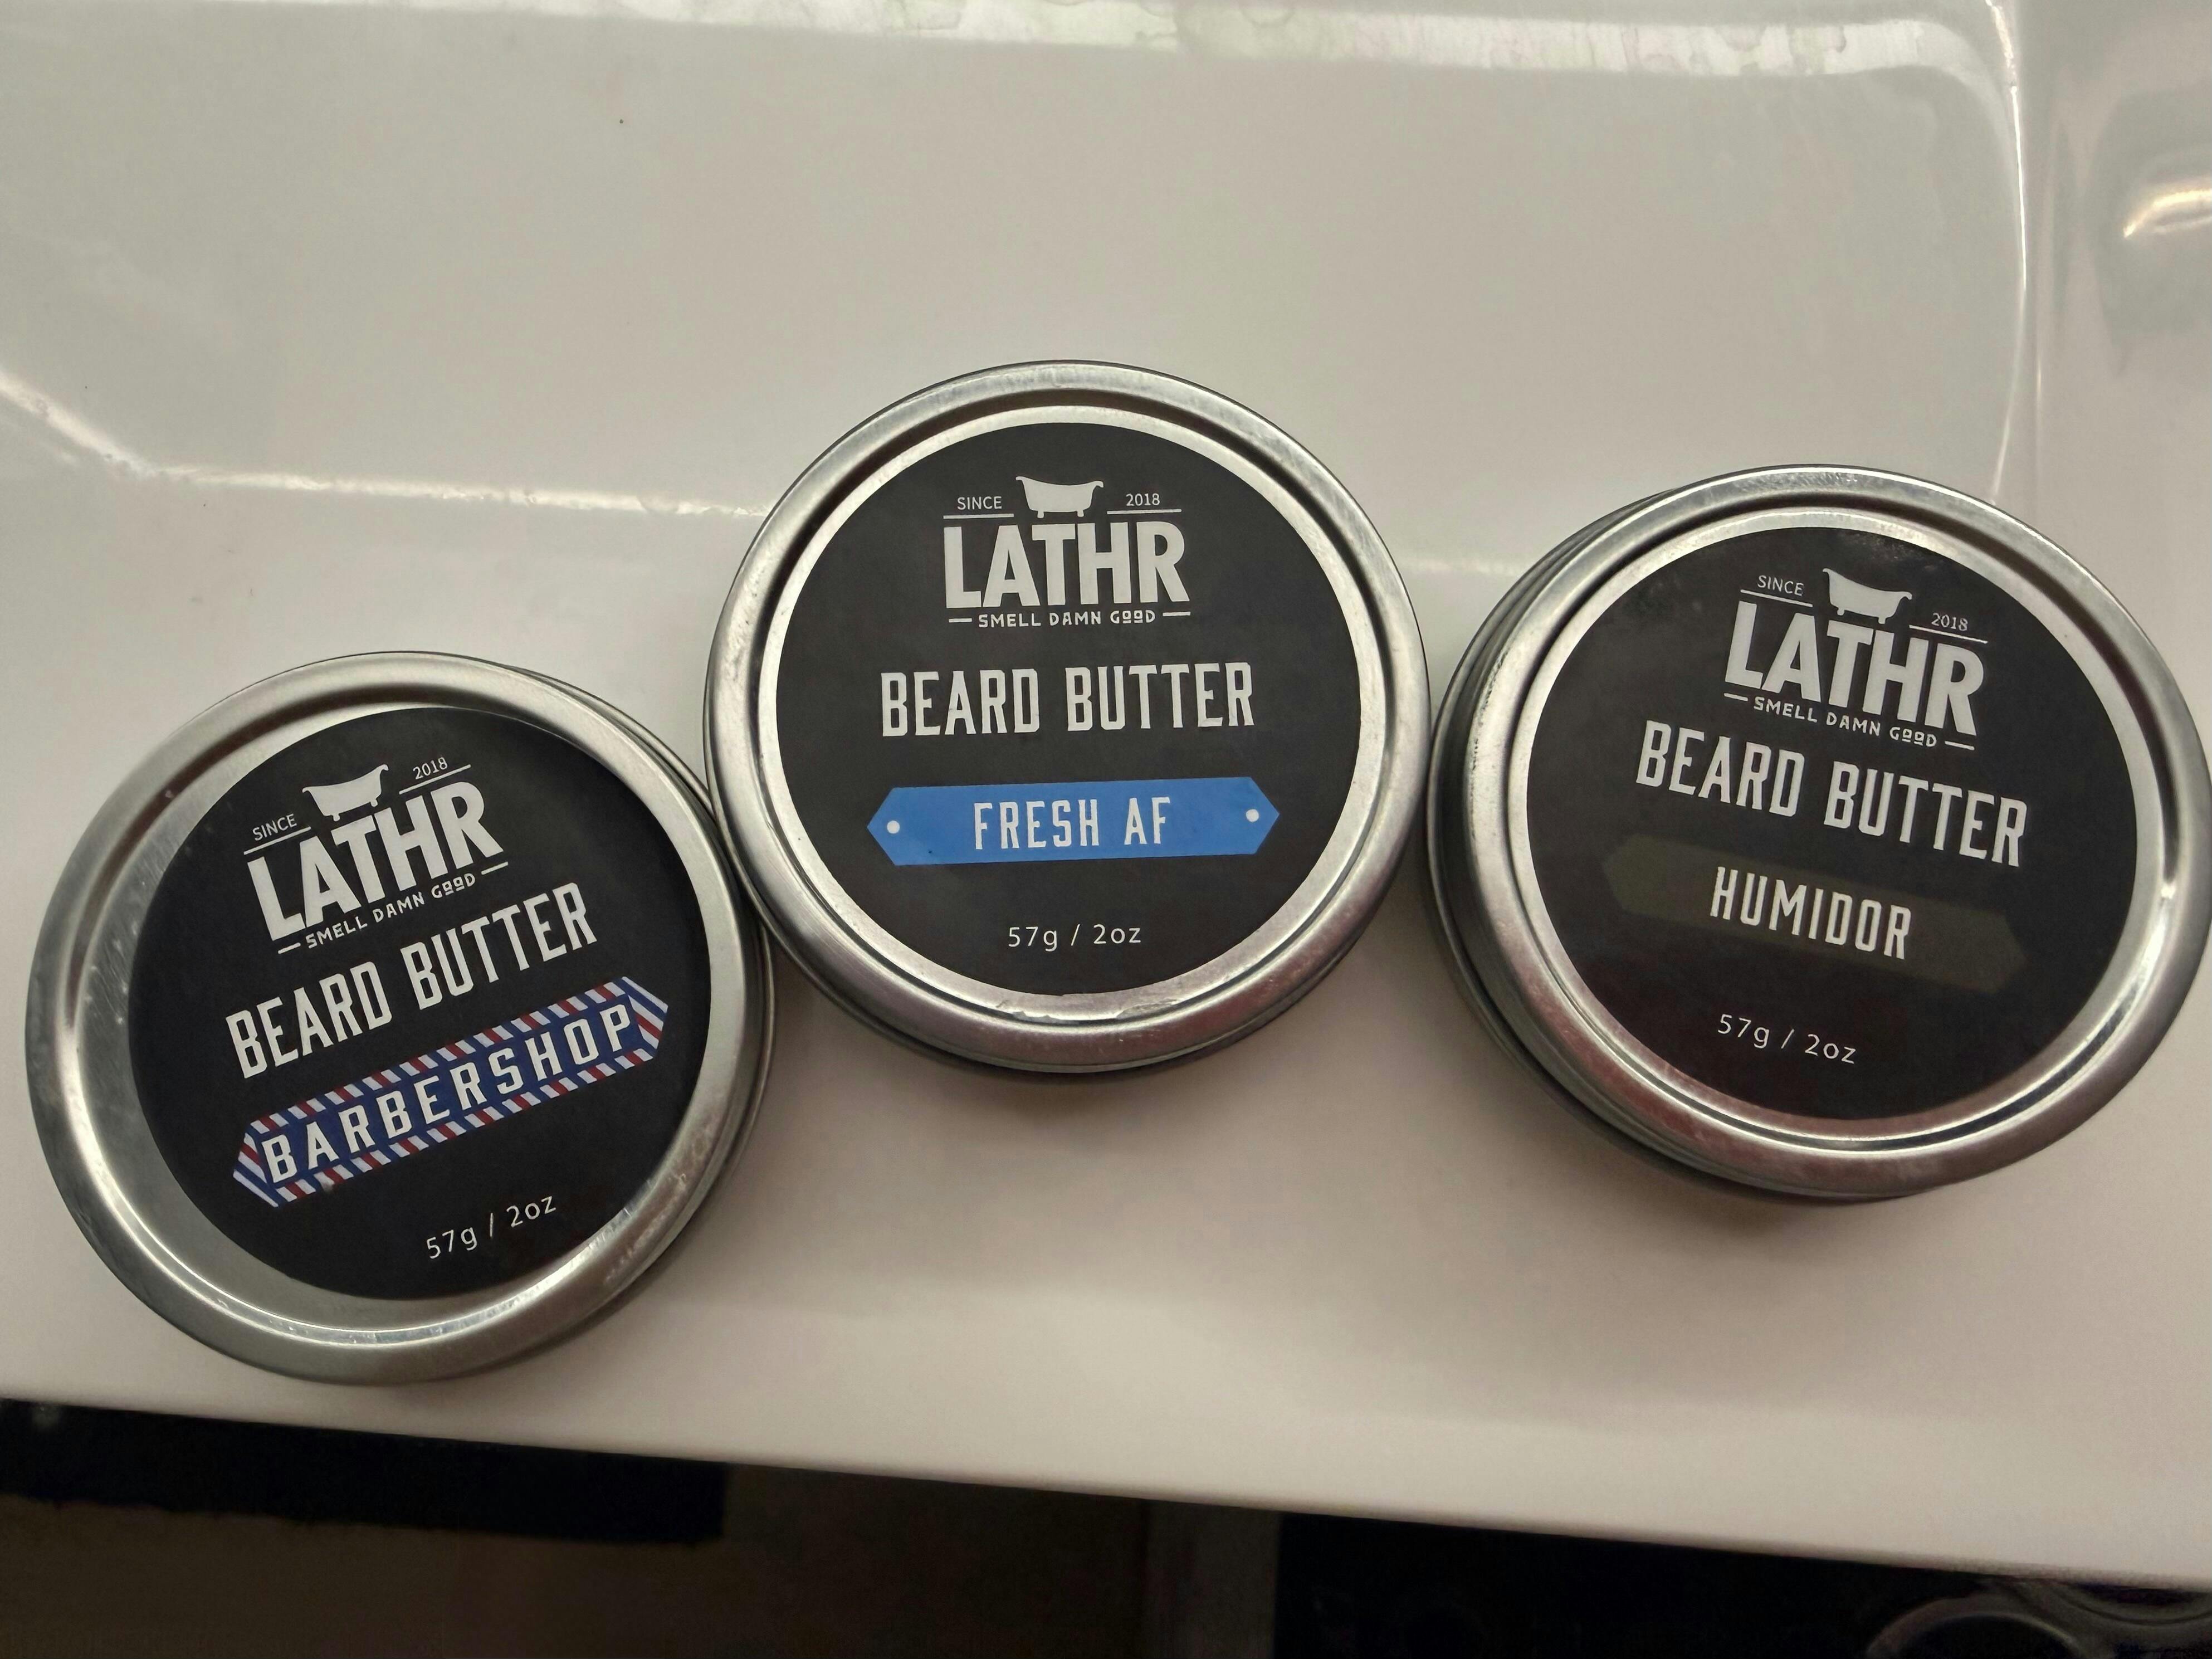 SINCE 2018
LATHR
SMELL DAMN GOOD
BEARD BUTTER
BARBERSHOP
57g / 2oz
SINCE 2018
LATHR
SMELL DAMN GOOD
BEARD BUTTER
FRESH AF
57g / 2oz
SINCE 2018
LATHR
SMELL DAMN GOOD
BEARD BUTTER
HUMIDOR
57g / 2oz